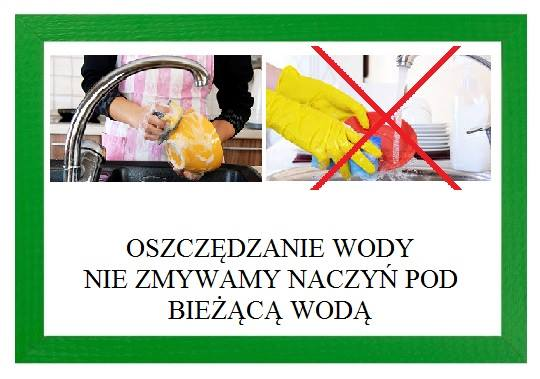 OSZCZĘDZANIE WODY
NIE ZMYWAMY NACZYŃ POD
BIEŻĄCĄ WODĄ